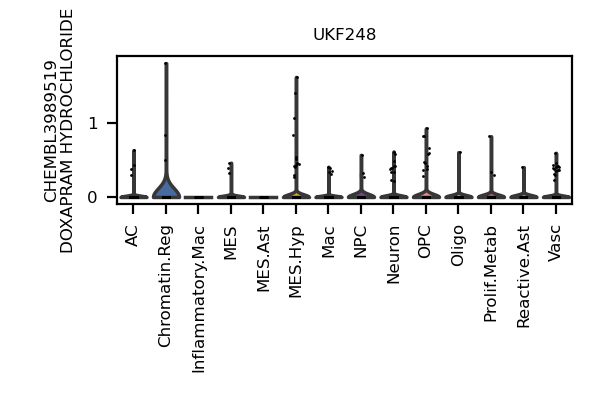 UKF248
CHEMBL3989519
DOXAPRAM HYDROCHLORIDE
1
0
AC
Chromatin.Reg
Inflammatory.Mac
MES
MES.Ast
MES.Hyp
Mac
NPC
Neuron
OPC
Oligo
Prolif.Metab
Reactive.Ast
Vasc